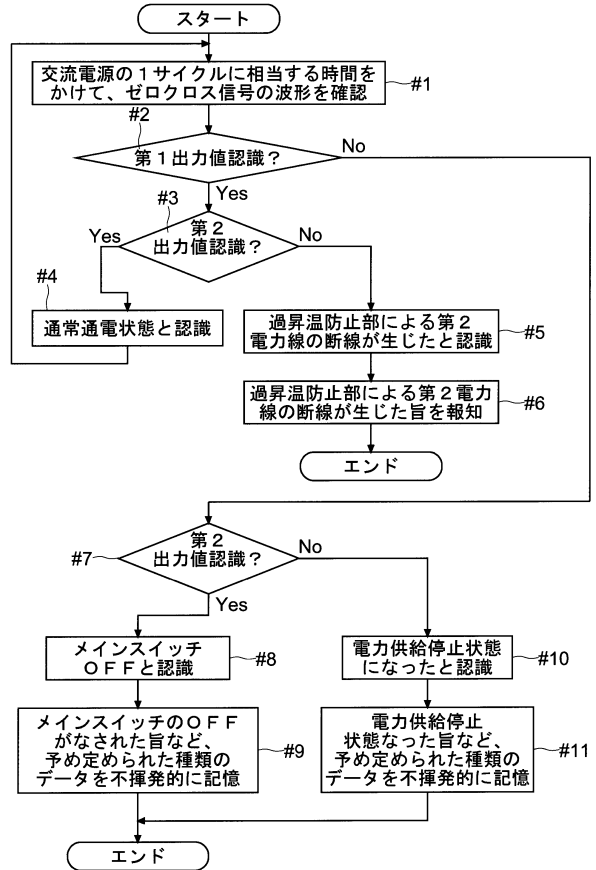 スタート
交流電源の１サイクルに相当する時間を
かけて、ゼロクロス信号の波形を確認
#1
#2
第１出力値認識？
No
Yes
#3
第２
出力値認識？
Yes
No
#4
通常通電状態と認識
過昇温防止部による第２
電力線の断線が生じたと認識
#5
過昇温防止部による第２電力
線の断線が生じた旨を報知
#6
エンド
#7
第２
出力値認識？
No
Yes
メインスイッチ
ＯＦＦと認識
#8
電力供給停止状態
になったと認識
#10
メインスイッチのＯＦＦ
がなされた旨など、
予め定められた種類の
データを不揮発的に記憶
#9
電力供給停止
状態なった旨など、
予め定められた種類の
データを不揮発的に記憶
#11
エンド